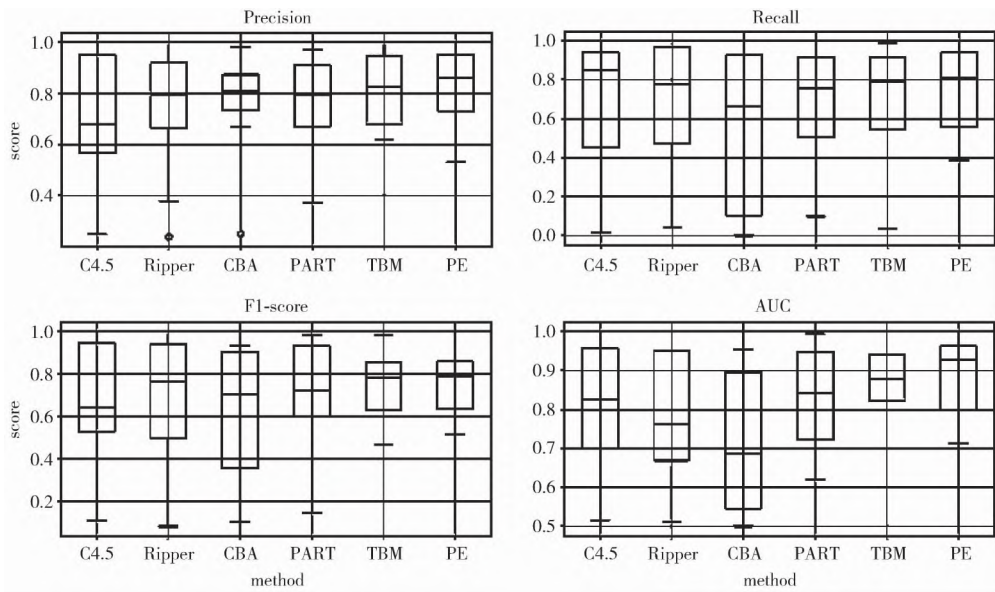 Precision
1.0
0.8
0.6
0.4
score
C4.5 Ripper CBA PART TBM PE
Recall
1.0
0.8
0.6
0.4
0.2
0.0
C4.5 Ripper CBA PART TBM PE
F1-score
1.0
0.8
0.6
0.4
0.2
score
C4.5 Ripper CBA PART TBM PE
method
AUC
1.0
0.9
0.8
0.7
0.6
0.5
C4.5 Ripper CBA PART TBM PE
method